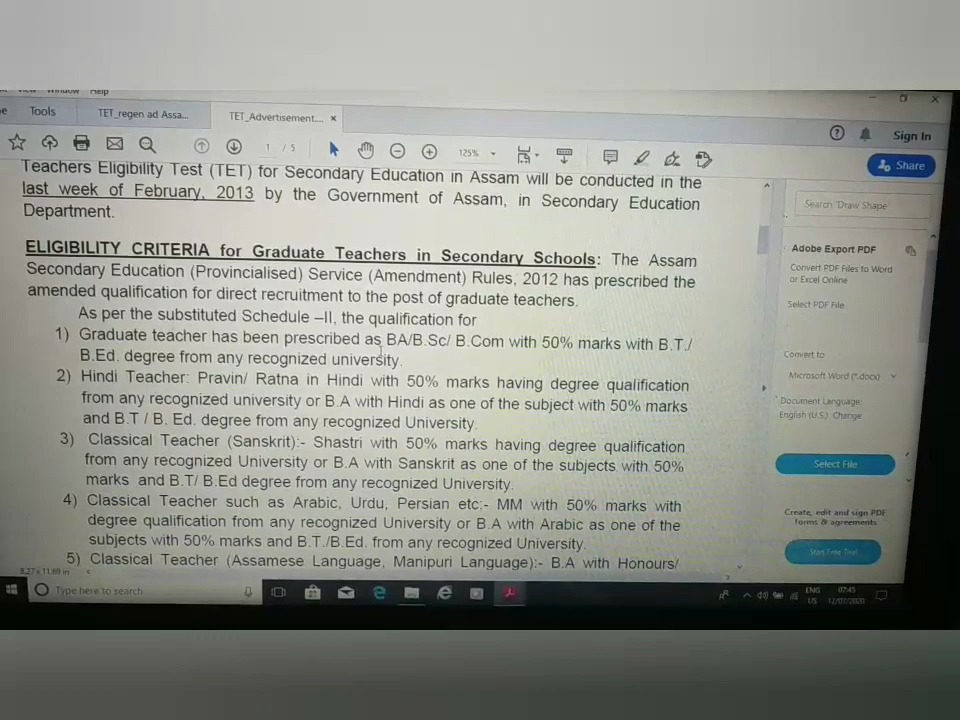 Window Help
Tools
TET_regen ad Assa...
TET_Advertisement.... ×
Sign In
1 / 5
125%
Share
Teachers Eligibility Test (TET) for Secondary Education in Assam will be conducted in the
last week of February, 2013 by the Government of Assam, in Secondary Education
Department.
ELIGIBILITY CRITERIA for Graduate Teachers in Secondary Schools: The Assam
Secondary Education (Provincialised) Service (Amendment) Rules, 2012 has prescribed the
amended qualification for direct recruitment to the post of graduate teachers.
As per the substituted Schedule –II, the qualification for
1) Graduate teacher has been prescribed as BA/B.Sc/ B.Com with 50% marks with B.T./
B.Ed. degree from any recognized university.
2) Hindi Teacher: Pravin/ Ratna in Hindi with 50% marks having degree qualification
from any recognized university or B.A with Hindi as one of the subject with 50% marks
and B.T / B. Ed. degree from any recognized University.
3) Classical Teacher (Sanskrit):- Shastri with 50% marks having degree qualification
from any recognized University or B.A with Sanskrit as one of the subjects with 50%
marks and B.T/ B.Ed degree from any recognized University.
4) Classical Teacher such as Arabic, Urdu, Persian etc:- MM with 50% marks with
degree qualification from any recognized University or B.A with Arabic as one of the
subjects with 50% marks and B.T./B.Ed. from any recognized University.
5) Classical Teacher (Assamese Language, Manipuri Language):- B.A with Honours/
8.27 x 11.69 in
Search 'Draw Shape'
Adobe Export PDF
Convert PDF Files to Word
or Excel Online
Select PDF File
Convert to
Microsoft Word (*.docx)
Document Language:
English (U.S.) Change
Select File
Create, edit and sign PDF
forms & agreements
Start Free Trial
Type here to search
ENG
US
07:45
12/07/2020